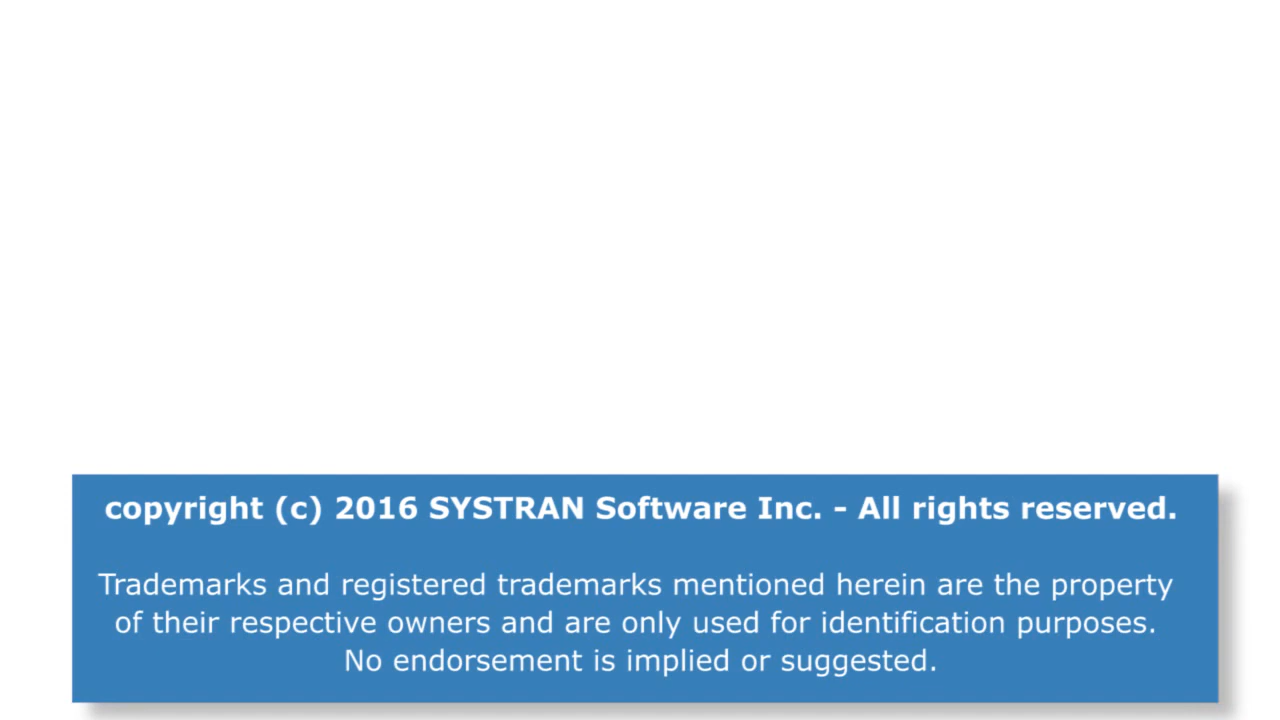 copyright (c) 2016 SYSTRAN Software Inc. - All rights reserved.
Trademarks and registered trademarks mentioned herein are the property
of their respective owners and are only used for identification purposes.
No endorsement is implied or suggested.